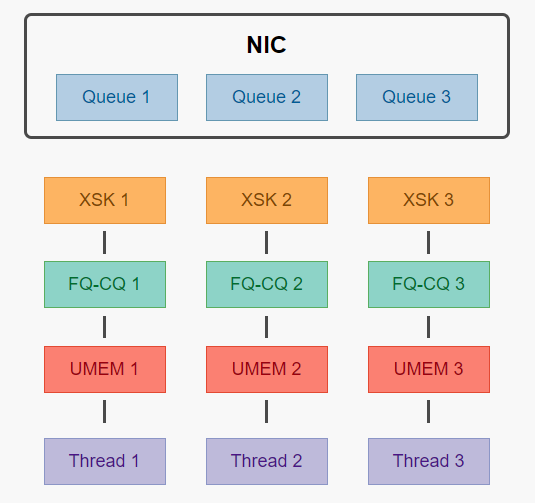 NIC
Queue 1 Queue 2 Queue 3
XSK 1 XSK 2 XSK 3
FQ-CQ 1 FQ-CQ 2 FQ-CQ 3
UMEM 1 UMEM 2 UMEM 3
Thread 1 Thread 2 Thread 3